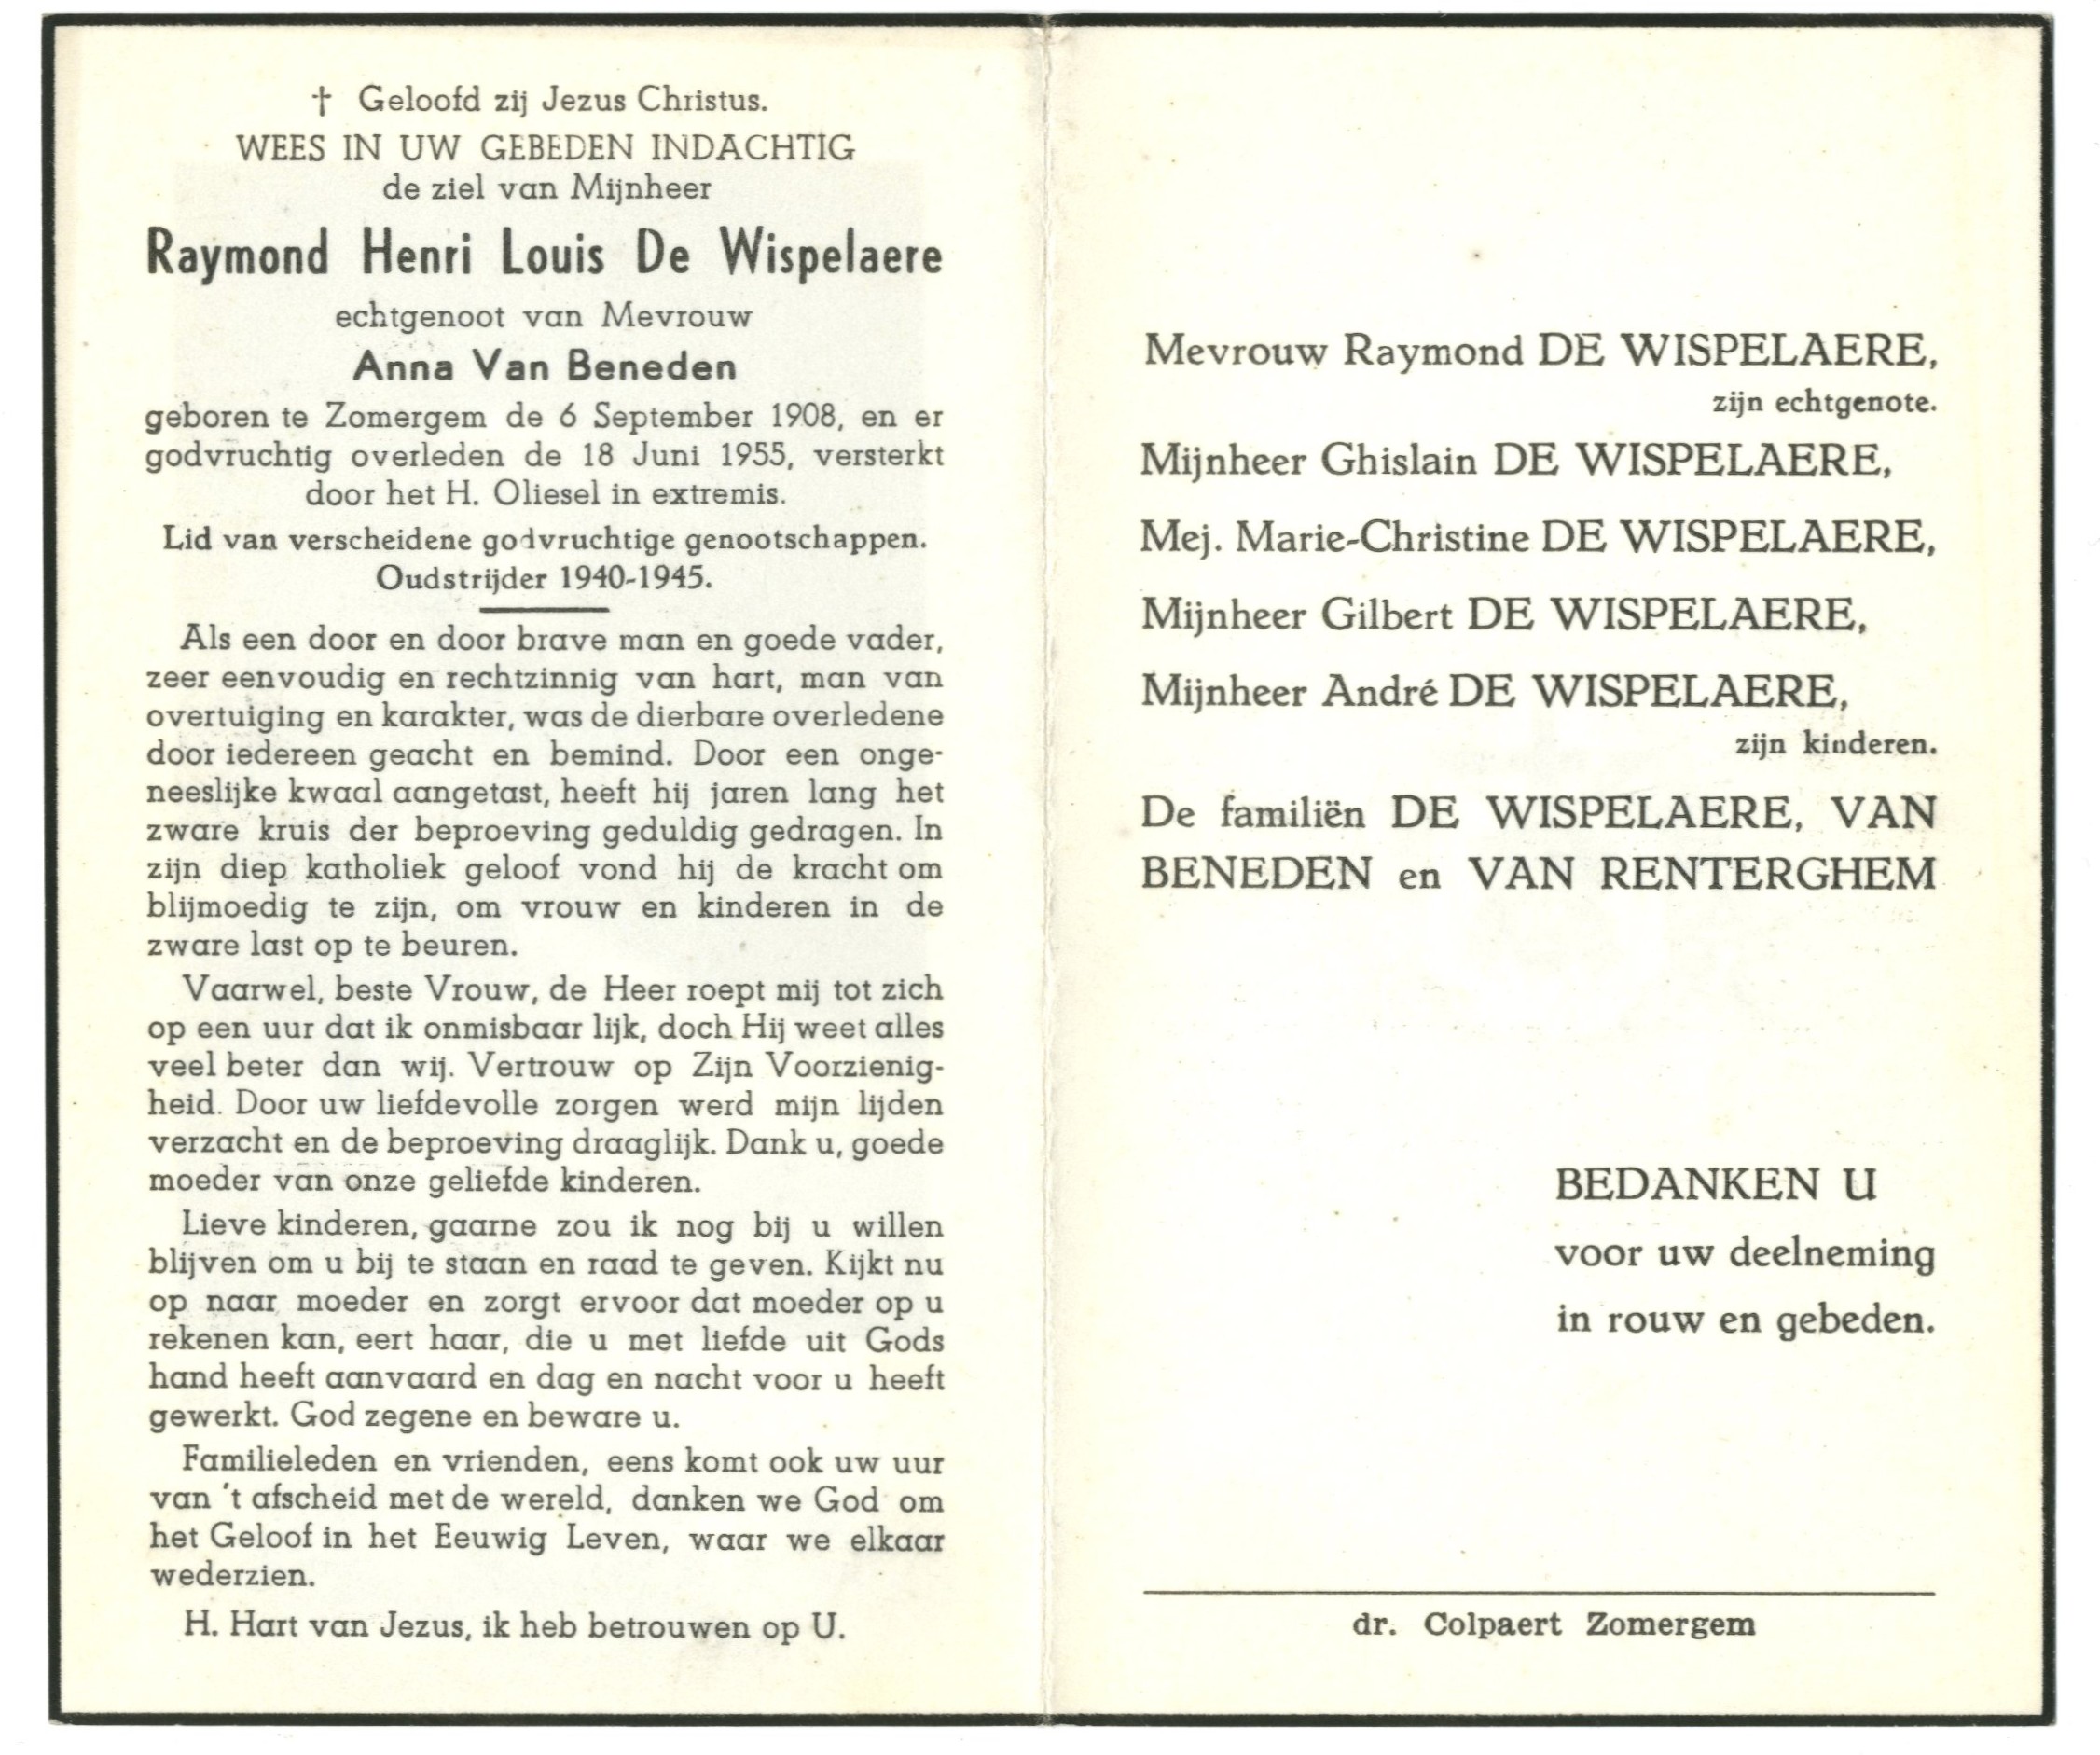 † Geloofd zij Jezus Christus.
WEES IN UW GEBEDEN INDACHTIG
de ziel van Mijnheer
Raymond Henri Louis De Wispelaere
echtgenoot van Mevrouw
Anna Van Beneden
geboren te Zomergem de 6 September 1908, en er
godvruchtig overleden de 18 Juni 1955, versterkt
door het H. Oliesel in extremis.
Lid van verscheidene godvruchtige genootschappen.
Oudstrijder 1940-1945.
Als een door en door brave man en goede vader,
zeer eenvoudig en rechtzinnig van hart, man van
overtuiging en karakter, was de dierbare overledene
door iedereen geacht en bemind. Door een onge-
neeslijke kwaal aangetast, heeft hij jaren lang het
zware kruis der beproeving geduldig gedragen. In
zijn diep katholiek geloof vond hij de kracht om
blijmoedig te zijn, om vrouw en kinderen in de
zware last op te beuren.
Vaarwel, beste Vrouw, de Heer roept mij tot zich
op een uur dat ik onmisbaar lijk, doch Hij weet alles
veel beter dan wij. Vertrouw op Zijn Voorzienig-
heid. Door uw liefdevolle zorgen werd mijn lijden
verzacht en de beproeving draaglijk. Dank u, goede
moeder van onze geliefde kinderen.
Lieve kinderen, gaarne zou ik nog bij u willen
blijven om u bij te staan en raad te geven. Kijkt nu
op naar moeder en zorgt ervoor dat moeder op u
rekenen kan, eert haar, die u met liefde uit Gods
hand heeft aanvaard en dag en nacht voor u heeft
gewerkt. God zegene en beware u.
Familieleden en vrienden, eens komt ook uw uur
van 't afscheid met de wereld, danken we God om
het Geloof in het Eeuwig Leven, waar we elkaar
wederzien.
H. Hart van Jezus, ik heb betrouwen op U.
Mevrouw Raymond DE WISPELAERE,
zijn echtgenote.
Mijnheer Ghislain DE WISPELAERE,
Mej. Marie-Christine DE WISPELAERE,
Mijnheer Gilbert DE WISPELAERE,
Mijnheer André DE WISPELAERE,
zijn kinderen.
De familiën DE WISPELAERE, VAN
BENEDEN en VAN RENTERGHEM
BEDANKEN U
voor uw deelneming
in rouw en gebeden.
dr. Colpaert Zomergem